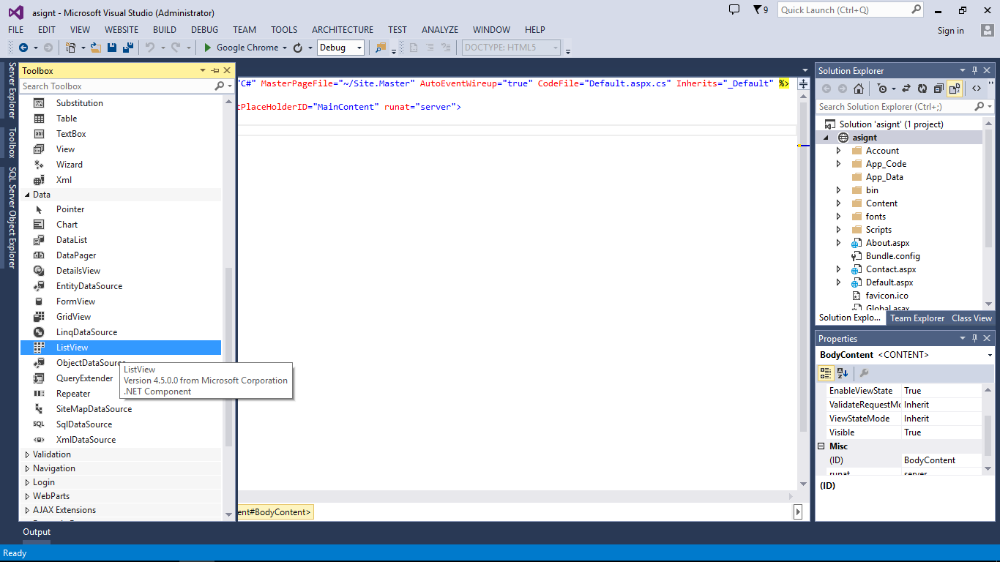 asignt - Microsoft Visual Studio (Administrator)
9
Quick Launch (Ctrl+Q)
FILE EDIT VIEW WEBSITE BUILD DEBUG TEAM TOOLS ARCHITECTURE TEST ANALYZE WINDOW HELP
Sign in
Google Chrome
Debug
DOCTYPE: HTML5
Server Explorer
Toolbox
SQL Server Object Explorer
Toolbox
Search Toolbox
Substitution
Table
TextBox
View
Wizard
Xml
Data
Pointer
Chart
DataList
DataPager
DetailsView
EntityDataSource
FormView
GridView
LinqDataSource
ListView
ObjectDataSource
QueryExtender
Repeater
SiteMapDataSource
SQL SqlDataSource
XmlDataSource
Validation
Navigation
Login
WebParts
AJAX Extensions
ListView
Version 4.5.0.0 from Microsoft Corporation
.NET Component
"C#" MasterPageFile="~/Site.Master" AutoEventWireup="true" CodeFile="Default.aspx.cs" Inherits="_Default" %>
tPlaceHolderID="MainContent" runat="server">
ent#BodyContent>
Solution Explorer
Search Solution Explorer (Ctrl+;)
Solution 'asignt' (1 project)
asignt
Account
App_Code
App_Data
bin
Content
fonts
Scripts
About.aspx
Bundle.config
Contact.aspx
Default.aspx
favicon.ico
Global.asax
Solution Explo... Team Explorer Class View
Properties
BodyContent <CONTENT>
EnableViewState True
ValidateRequestMo Inherit
ViewStateMode Inherit
Visible True
Misc
(ID) BodyContent
runat server
(ID)
Output
Ready